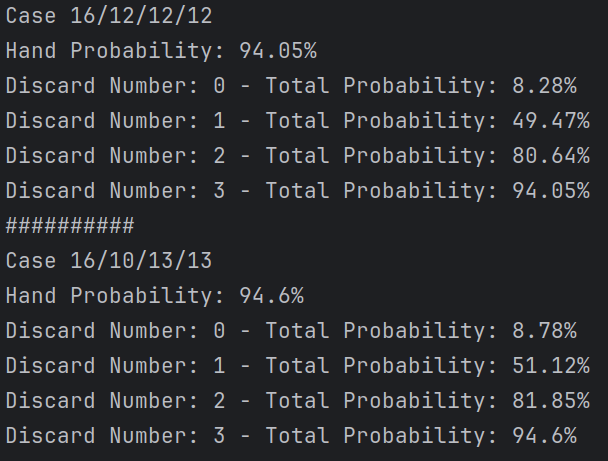 Case 16/12/12/12
Hand Probability: 94.05%
Discard Number: 0 - Total Probability: 8.28%
Discard Number: 1 - Total Probability: 49.47%
Discard Number: 2 - Total Probability: 80.64%
Discard Number: 3 - Total Probability: 94.05%
##########
Case 16/10/13/13
Hand Probability: 94.6%
Discard Number: 0 - Total Probability: 8.78%
Discard Number: 1 - Total Probability: 51.12%
Discard Number: 2 - Total Probability: 81.85%
Discard Number: 3 - Total Probability: 94.6%